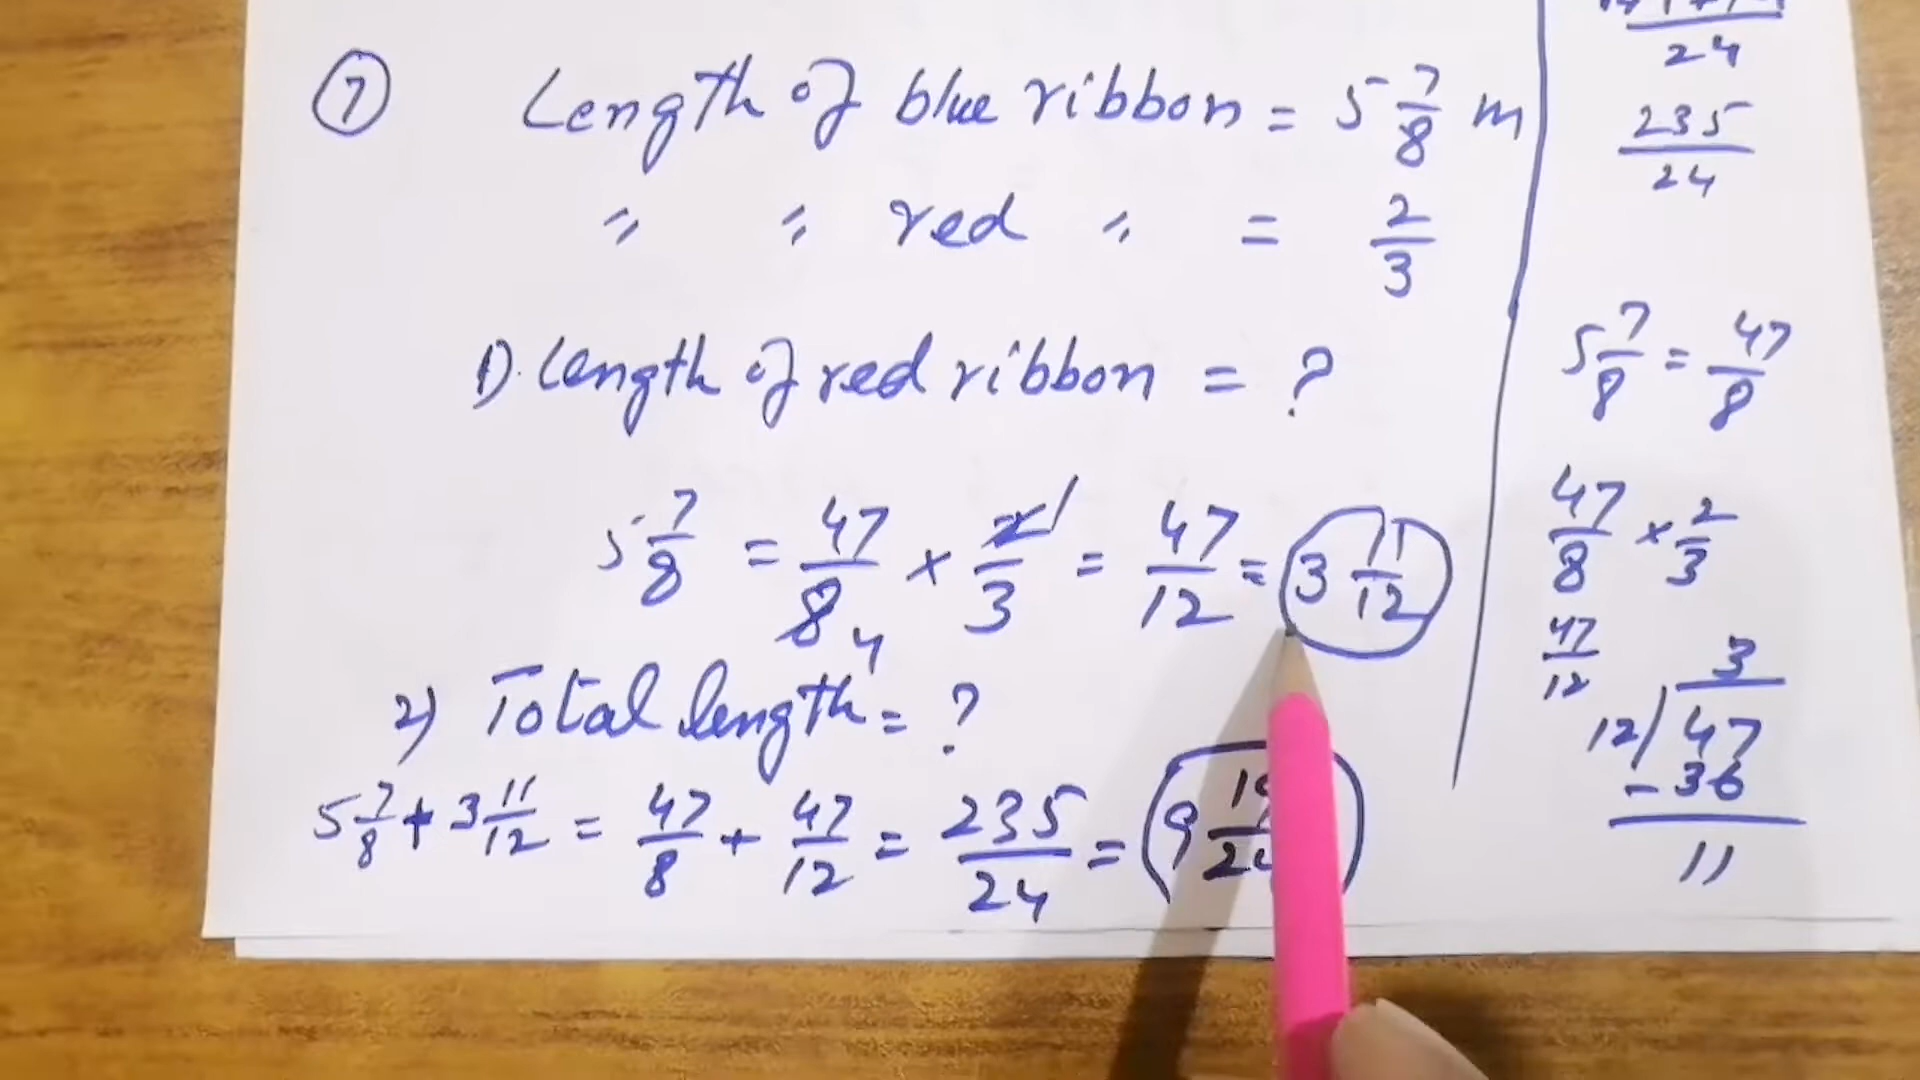 7 Length of blue ribbon = 5 7/8 m
" " red " = 2/3
1). Length of red ribbon = ?
5 7/8 = 47/8 4 × 2/3 1 = 47/12 = 3 11/12
2) Total length = ?
5 7/8 + 3 11/12 = 47/8 + 47/12 = 235/24 = 9
24
235/24
5 7/8 = 47/8
47/8 × 2/3
47/12
3
12)47
-36
11